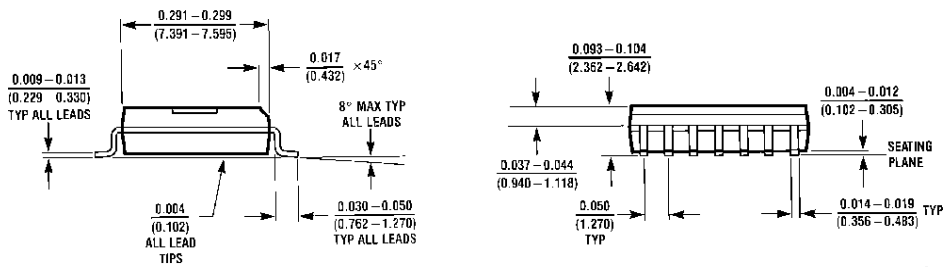 0.291 – 0.299
(7.391 – 7.595)
0.017
(0.432)
×45°
0.009 – 0.013
(0.229   0.330)
TYP ALL LEADS
8° MAX TYP
ALL LEADS
0.004
(0.102)
ALL LEAD
TIPS
0.030 – 0.050
(0.762 – 1.270)
TYP ALL LEADS
0.093 – 0.104
(2.362 – 2.642)
0.004 – 0.012
(0.102 – 0.305)
0.037 – 0.044
(0.940 – 1.118)
SEATING
PLANE
0.050
(1.270)
TYP
0.014 – 0.019
(0.356 – 0.483)
TYP